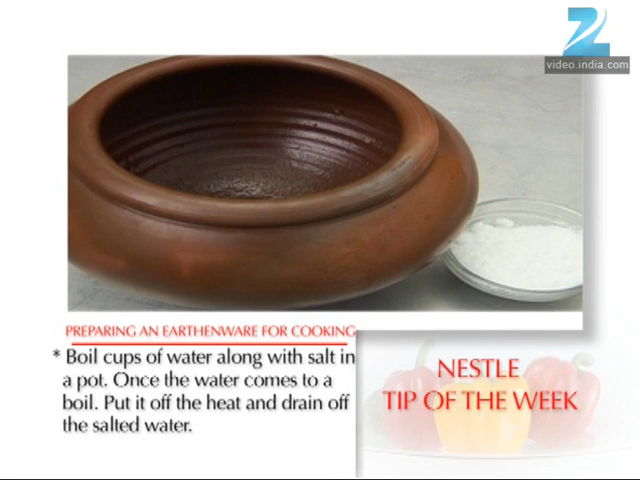 video.india.com
PREPARING AN EARTHENWARE FOR COOKING
* Boil cups of water along with salt in
a pot. Once the water comes to a
boil. Put it off the heat and drain off
the salted water.
NESTLE
TIP OF THE WEEK